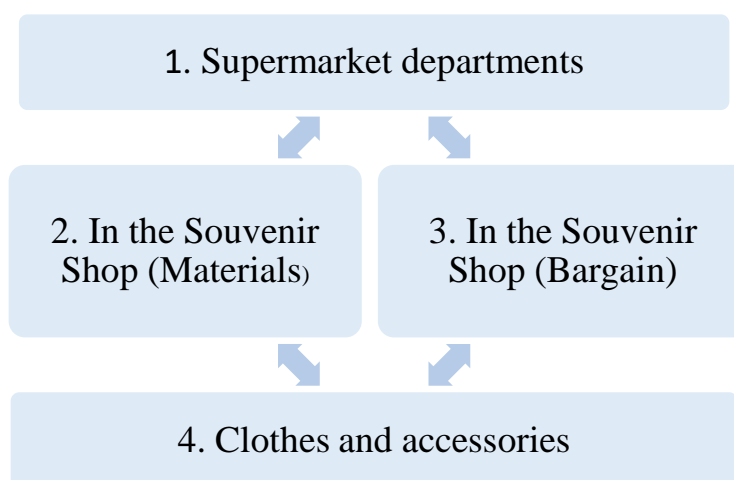 1. Supermarket departments
2. In the Souvenir
Shop (Materials)
3. In the Souvenir
Shop (Bargain)
4. Clothes and accessories